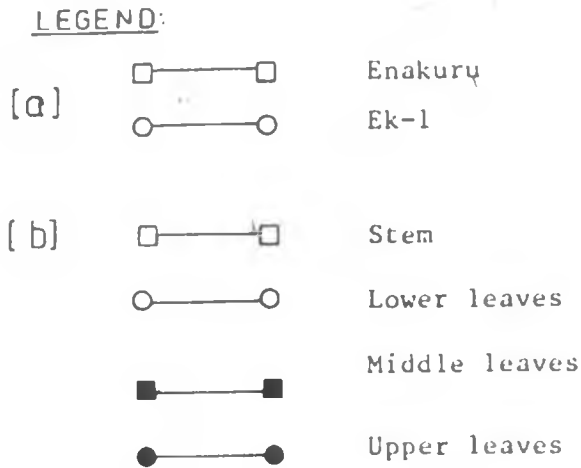 LEGEND:
[a] Enakuru
Ek-1
[b] Stem
Lower leaves
Middle leaves
Upper leaves